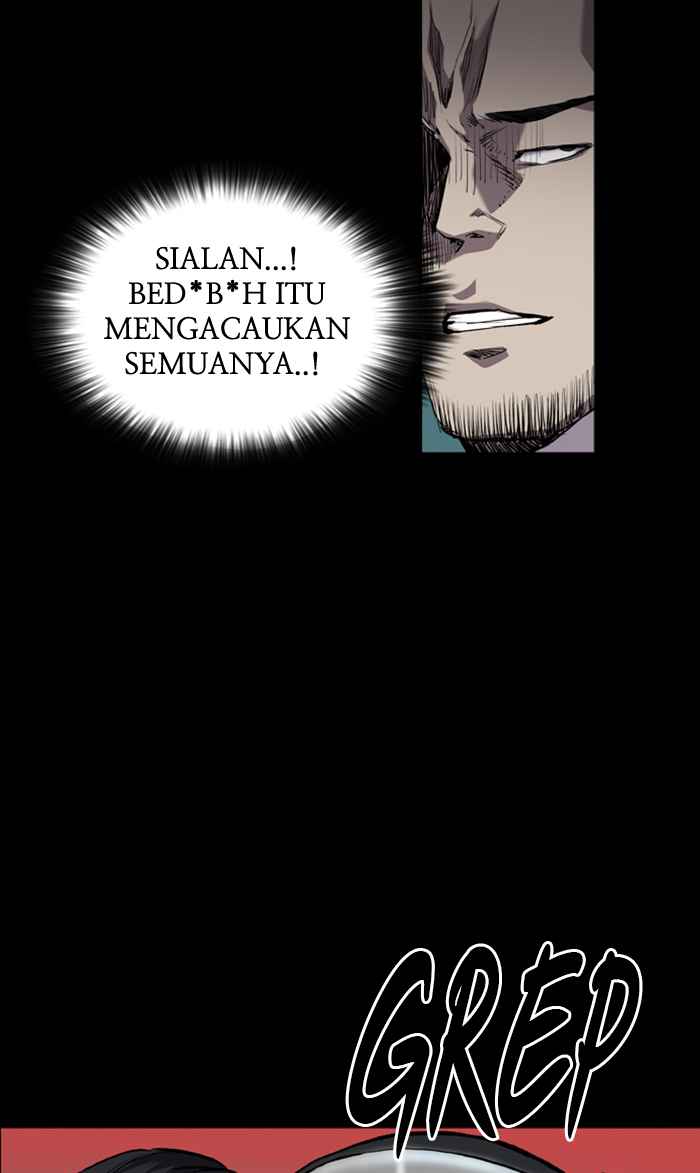 SIALAN...!
BED*B*H ITU
MENGACAUKAN
SEMUANYA..!
GREP